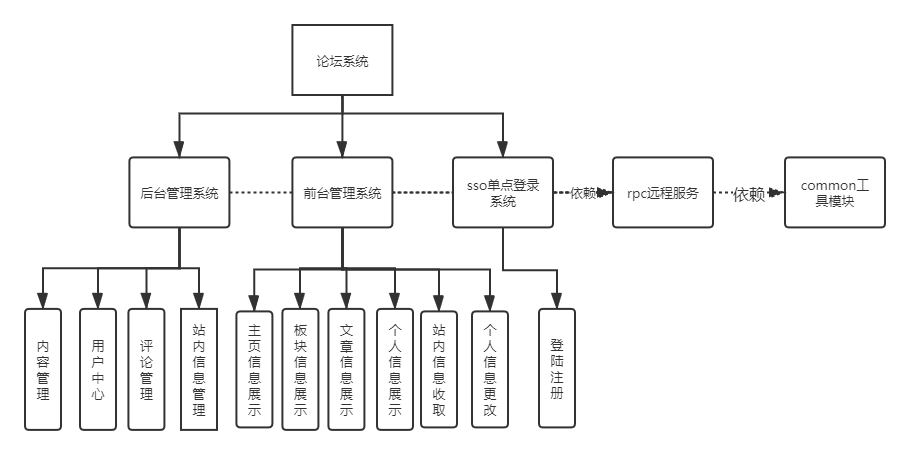 论坛系统
后台管理系统
前台管理系统
sso单点登录
系统
依赖
rpc远程服务
依赖
common工
具模块
内容管理
用户中心
评论管理
站内信息管理
主页信息展示
板块信息展示
文章信息展示
个人信息展示
站内信息收取
个人信息更改
登陆注册